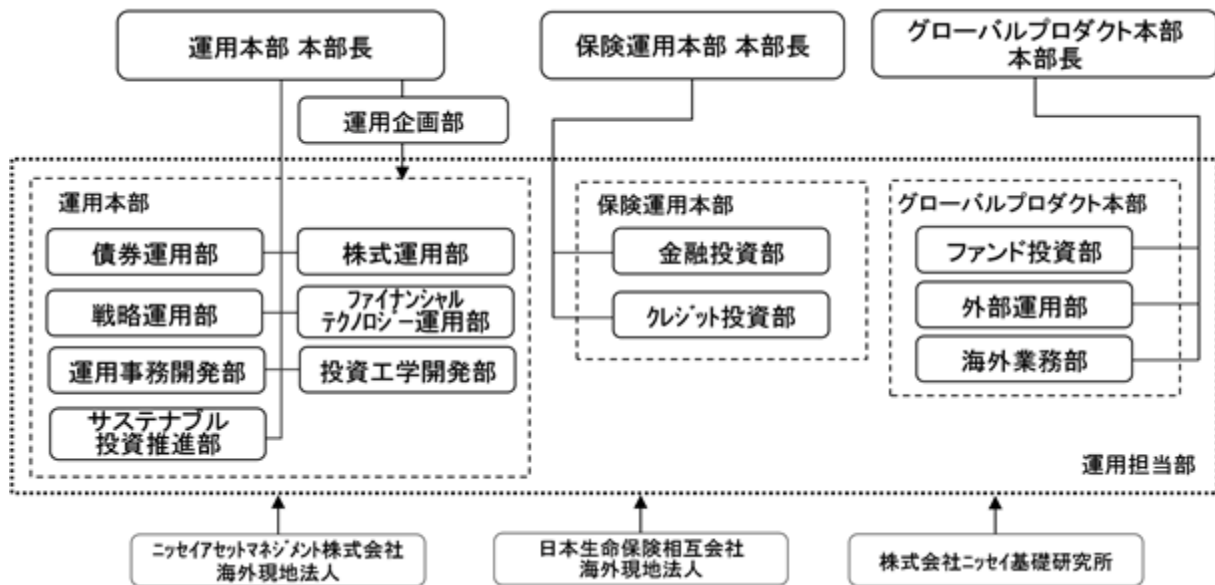 運用本部 本部長
保険運用本部 本部長
グローバルプロダクト本部
本部長
運用企画部
運用本部
債券運用部
株式運用部
戦略運用部
ファイナンシャル
テクノロジー運用部
運用事務開発部
投資工学開発部
サステナブル
投資推進部
保険運用本部
金融投資部
クレジット投資部
グローバルプロダクト本部
ファンド投資部
外部運用部
海外業務部
運用担当部
ニッセイアセットマネジメント株式会社
海外現地法人
日本生命保険相互会社
海外現地法人
株式会社ニッセイ基礎研究所